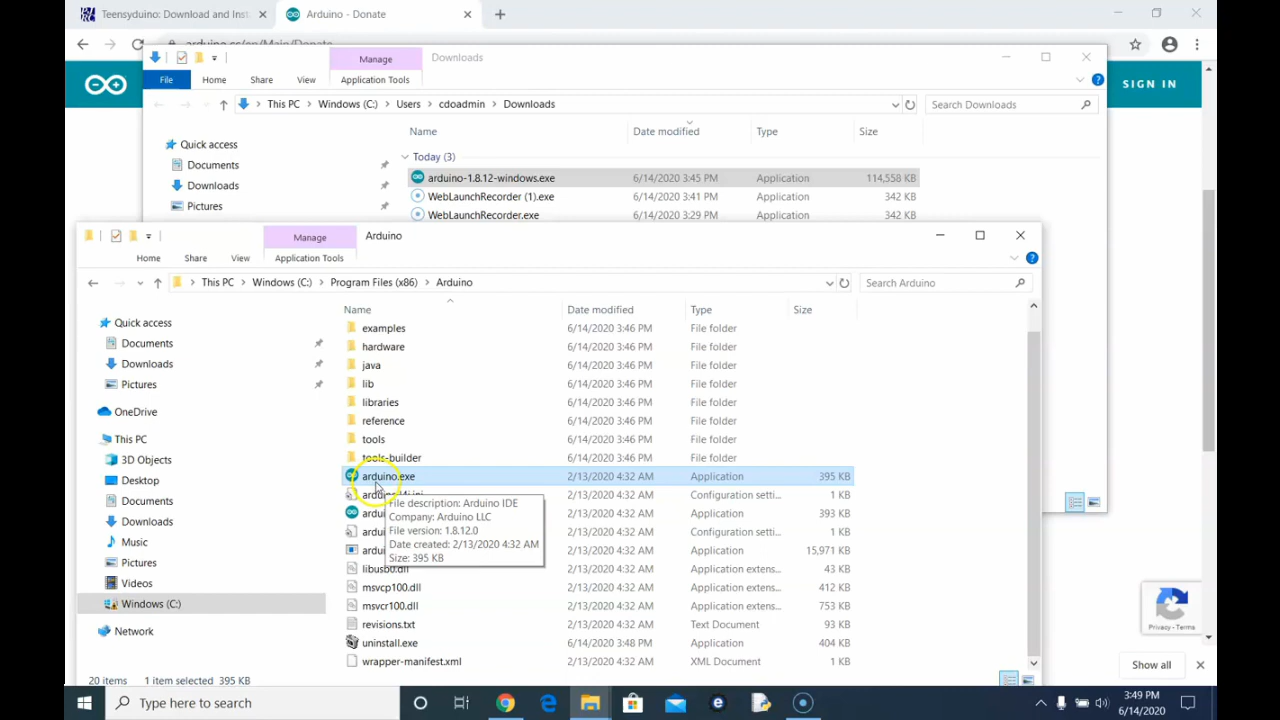 Teensyduino: Download and Inst
Arduino - Donate
arduino.cc/en/Main/Donate
Manage
Downloads
File
Home
Share
View
Application Tools
SIGN IN
This PC
Windows (C:)
Users
cdoadmin
Downloads
Search Downloads
Name
Date modified
Type
Size
Quick access
Today (3)
Documents
arduino-1.8.12-windows.exe 6/14/2020 3:45 PM Application 114,558 KB
Downloads
WebLaunchRecorder (1).exe 6/14/2020 3:41 PM Application 342 KB
Pictures
WebLaunchRecorder.exe 6/14/2020 3:29 PM Application 342 KB
Manage
Arduino
Home
Share
View
Application Tools
This PC
Windows (C:)
Program Files (x86)
Arduino
Search Arduino
Name
Date modified
Type
Size
Quick access
Documents
Downloads
Pictures
OneDrive
This PC
3D Objects
Desktop
Documents
Downloads
Music
Pictures
Videos
Windows (C:)
Network
examples 6/14/2020 3:46 PM File folder
hardware 6/14/2020 3:46 PM File folder
java 6/14/2020 3:46 PM File folder
lib 6/14/2020 3:46 PM File folder
libraries 6/14/2020 3:46 PM File folder
reference 6/14/2020 3:46 PM File folder
tools 6/14/2020 3:46 PM File folder
tools-builder 6/14/2020 3:46 PM File folder
arduino.exe 2/13/2020 4:32 AM Application 395 KB
2/13/2020 4:32 AM Configuration setti... 1 KB
ardu 2/13/2020 4:32 AM Application 393 KB
ardui 2/13/2020 4:32 AM Configuration setti... 1 KB
ardui 2/13/2020 4:32 AM Application 15,971 KB
libusb0.dll 2/13/2020 4:32 AM Application extens... 43 KB
msvcp100.dll 2/13/2020 4:32 AM Application extens... 412 KB
msvcr100.dll 2/13/2020 4:32 AM Application extens... 753 KB
revisions.txt 2/13/2020 4:32 AM Text Document 1 KB
uninstall.exe 6/14/2020 3:48 PM Application 404 KB
wrapper-manifest.xml 2/13/2020 4:32 AM XML Document 1 KB
File description: Arduino IDE
Company: Arduino LLC
File version: 1.8.12.0
Date created: 2/13/2020 4:32 AM
Size: 395 KB
20 items
1 item selected 395 KB
Privacy - Terms
Show all
Type here to search
3:49 PM
6/14/2020